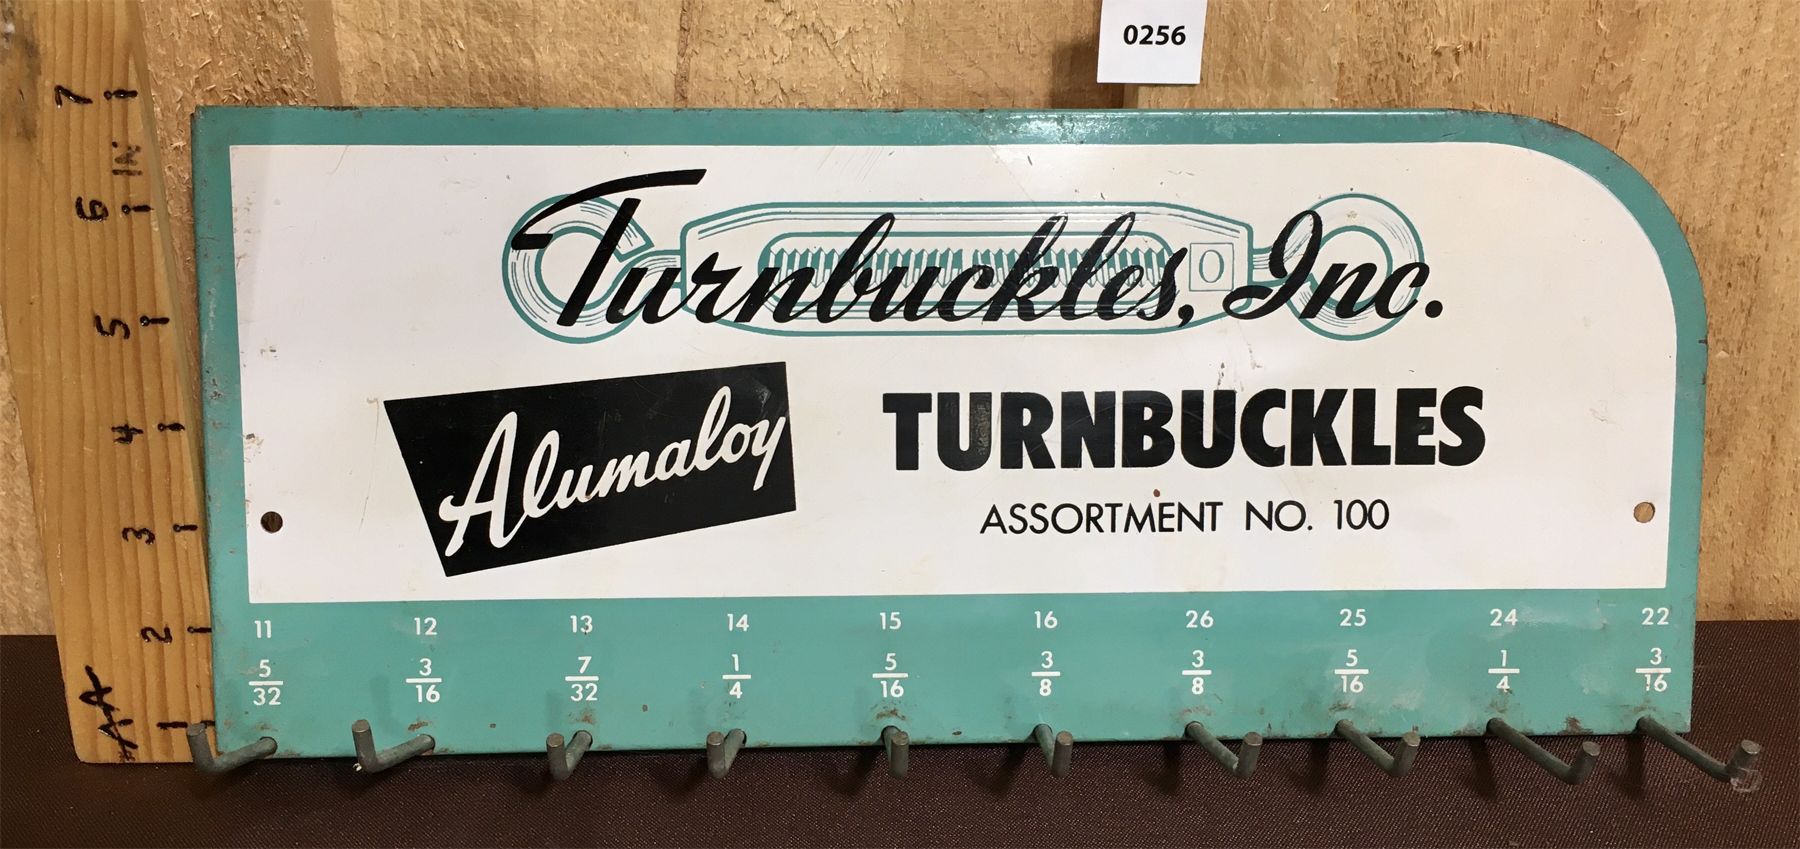 0256
7
IN
6
5
4
3
2
1
AA
Turnbuckles, Inc.
Alumaloy
TURNBUCKLES
ASSORTMENT NO. 100
11 12 13 14 15 16 26 25 24 22
5/32 3/16 7/32 1/4 5/16 3/8 3/8 5/16 1/4 3/16